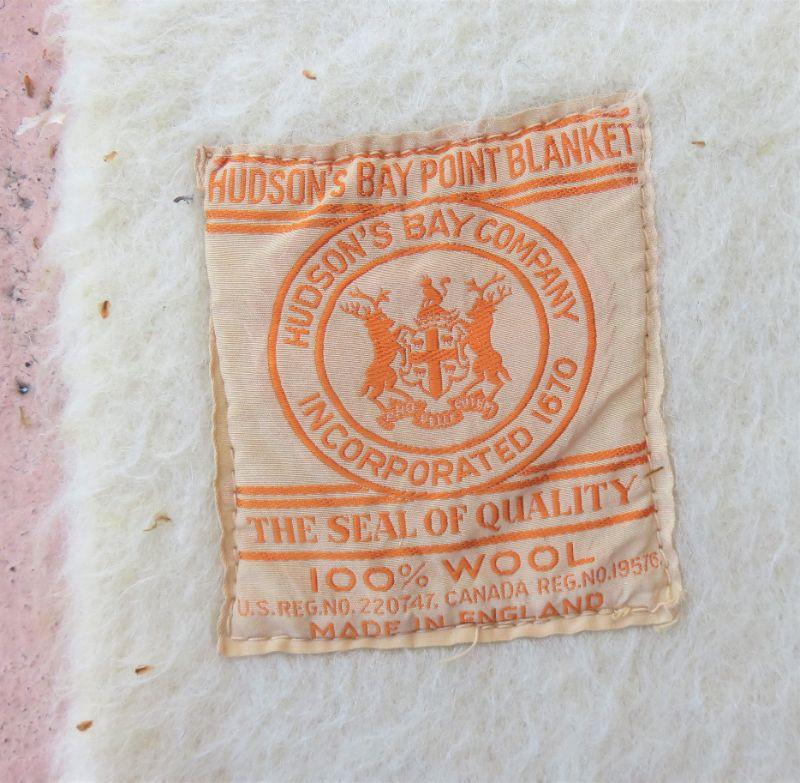 HUDSON'S BAY POINT BLANKET
HUDSON'S BAY COMPANY
INCORPORATED 1670
THE SEAL OF QUALITY
100% WOOL
U.S. REG. NO. 220747. CANADA REG. NO. 19576.
MADE IN ENGLAND